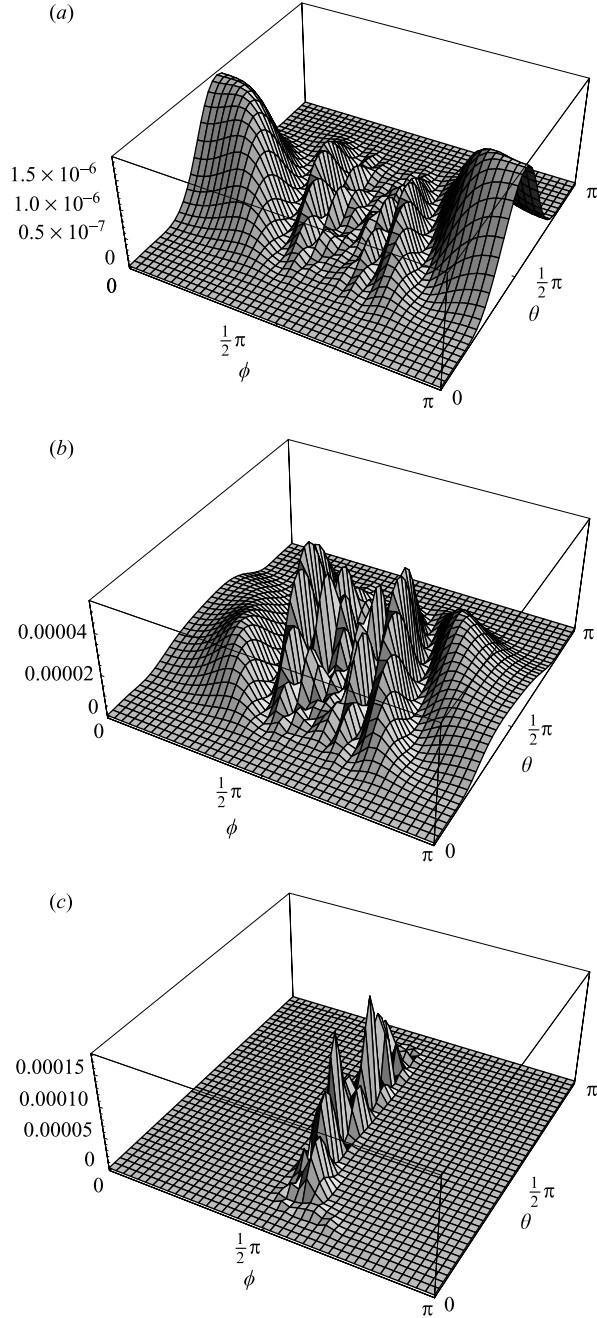 (a)
1.5 × 10⁻⁶
1.0 × 10⁻⁶
0.5 × 10⁻⁷
0
0
½π
ϕ
π
0
½π
θ
π
(b)
0.00004
0.00002
0
0
½π
ϕ
π
0
½π
θ
π
(c)
0.00015
0.00010
0.00005
0
0
½π
ϕ
π
0
½π
θ
π